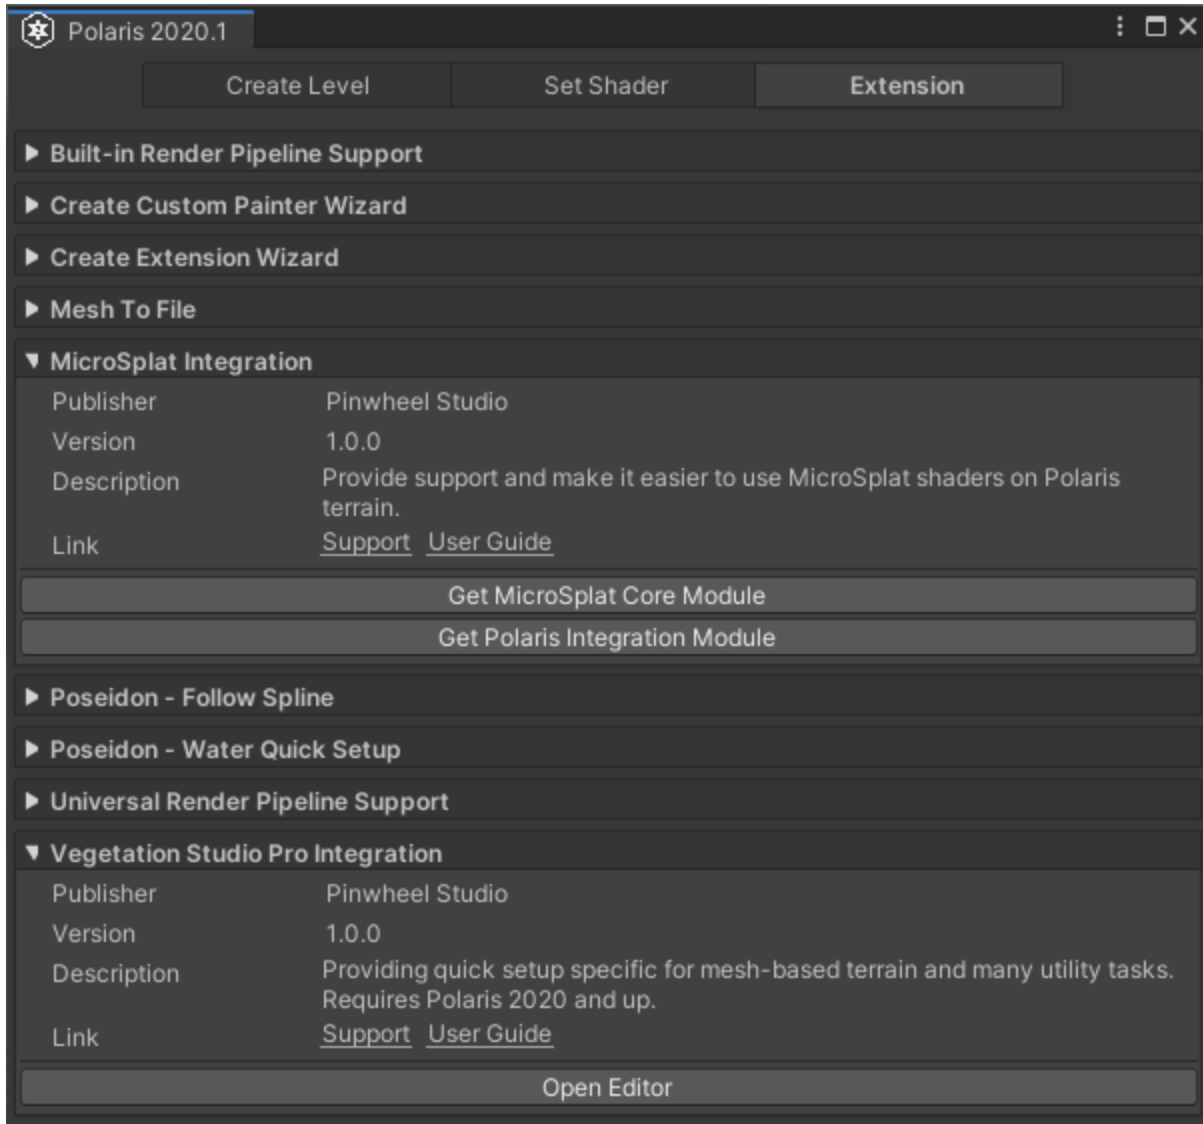 Polaris 2020.1
Create Level Set Shader Extension
Built-in Render Pipeline Support
Create Custom Painter Wizard
Create Extension Wizard
Mesh To File
MicroSplat Integration
Publisher Pinwheel Studio
Version 1.0.0
Description Provide support and make it easier to use MicroSplat shaders on Polaris
terrain.
Link Support User Guide
Get MicroSplat Core Module
Get Polaris Integration Module
Poseidon - Follow Spline
Poseidon - Water Quick Setup
Universal Render Pipeline Support
Vegetation Studio Pro Integration
Publisher Pinwheel Studio
Version 1.0.0
Description Providing quick setup specific for mesh-based terrain and many utility tasks.
Requires Polaris 2020 and up.
Link Support User Guide
Open Editor